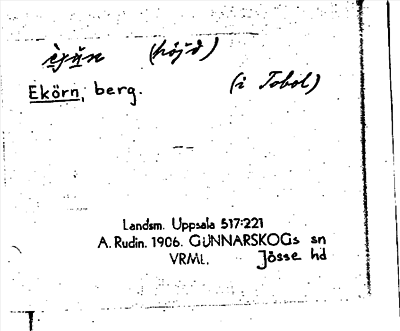 (höjd)
Ekörn, berg.
(i Tobol)
Landsm. Uppsala 517:221
A. Rudin. 1906. GUNNARSKOGs sn
VRML. Jösse hd